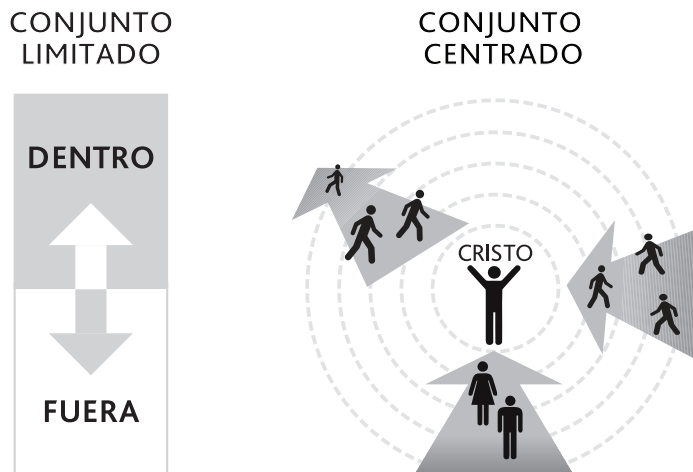 CONJUNTO
LIMITADO
DENTRO
FUERA
CONJUNTO
CENTRADO
CRISTO